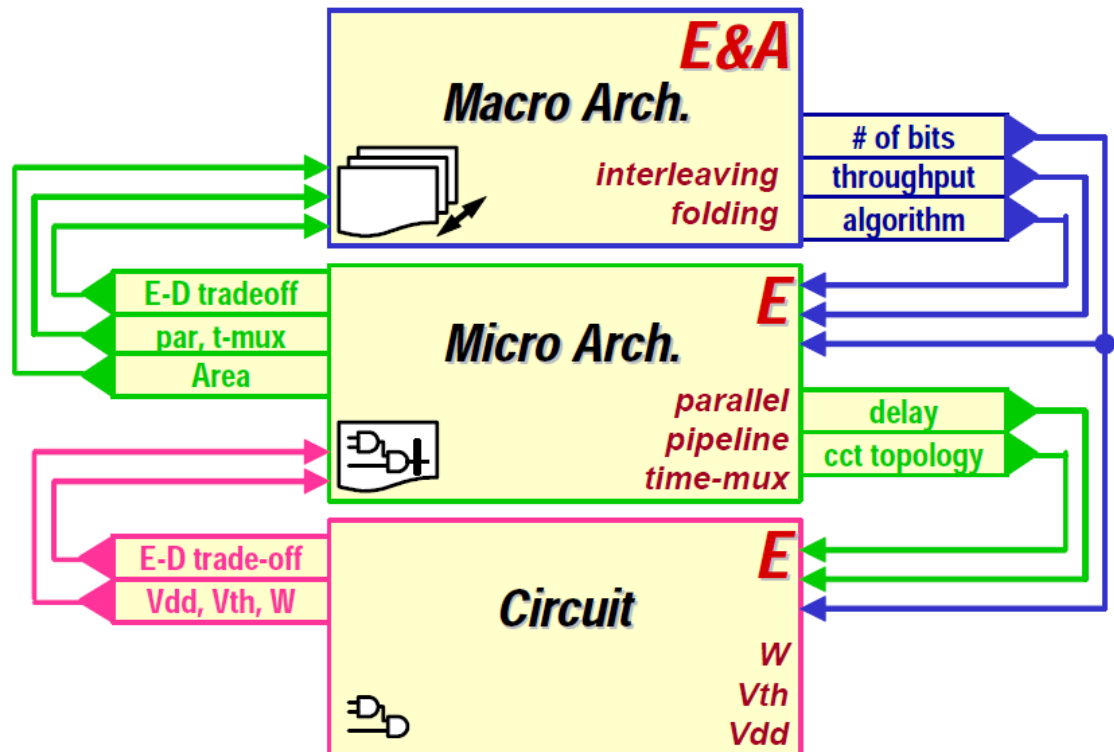 E&A
Macro Arch.
# of bits
interleaving
throughput
folding
algorithm
E-D tradeoff
E
par, t-mux
Micro Arch.
Area
parallel
delay
pipeline
cct topology
time-mux
E-D trade-off
E
Vdd, Vth, W
Circuit
W
Vth
Vdd